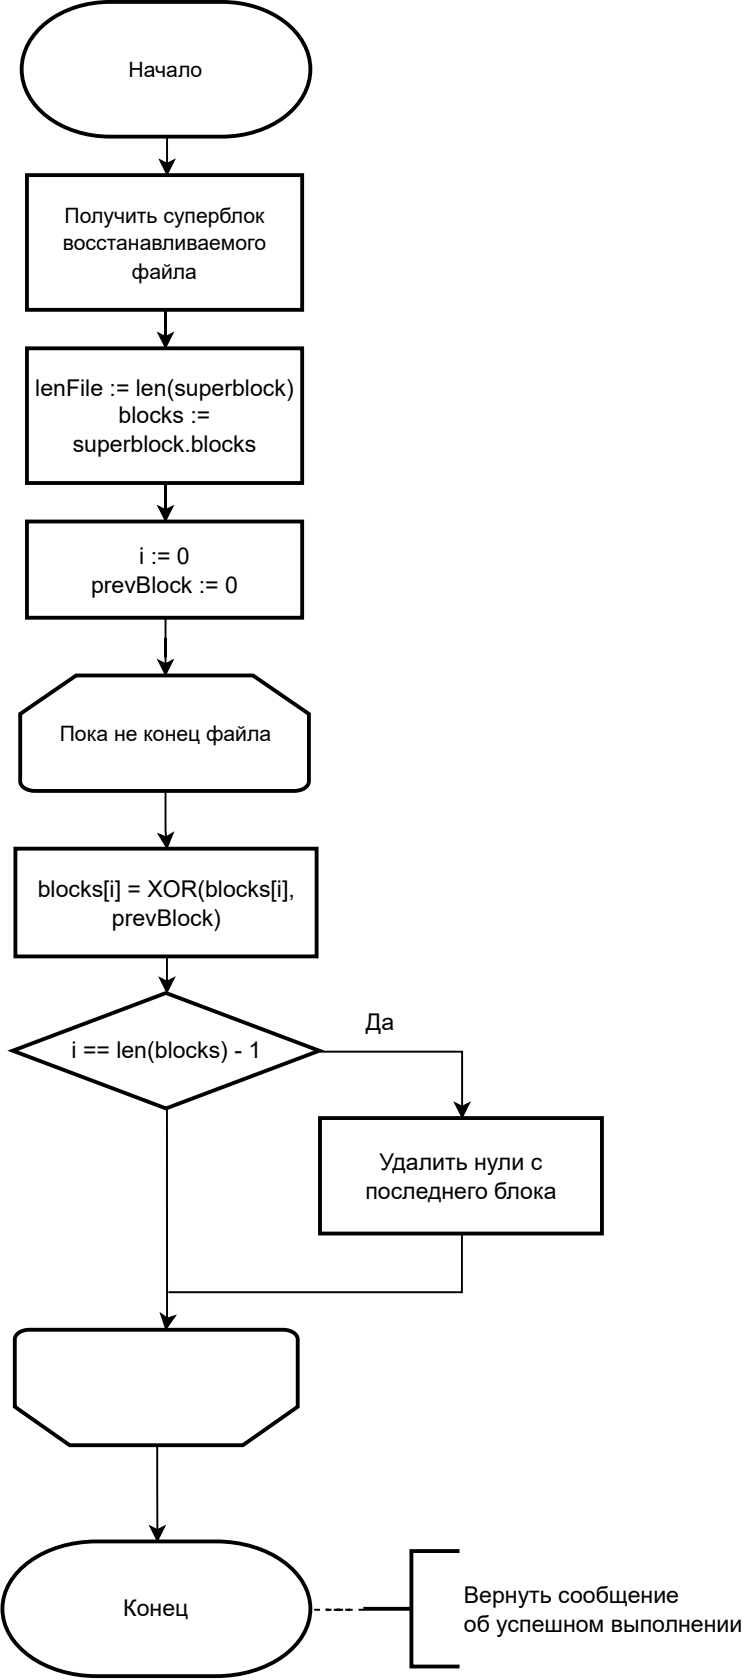 Начало
Получить суперблок
восстанавливаемого
файла
lenFile := len(superblock)
blocks :=
superblock.blocks
i := 0
prevBlock := 0
Пока не конец файла
blocks[i] = XOR(blocks[i],
prevBlock)
i == len(blocks) - 1
Да
Удалить нули с
последнего блока
Конец
Вернуть сообщение
об успешном выполнении